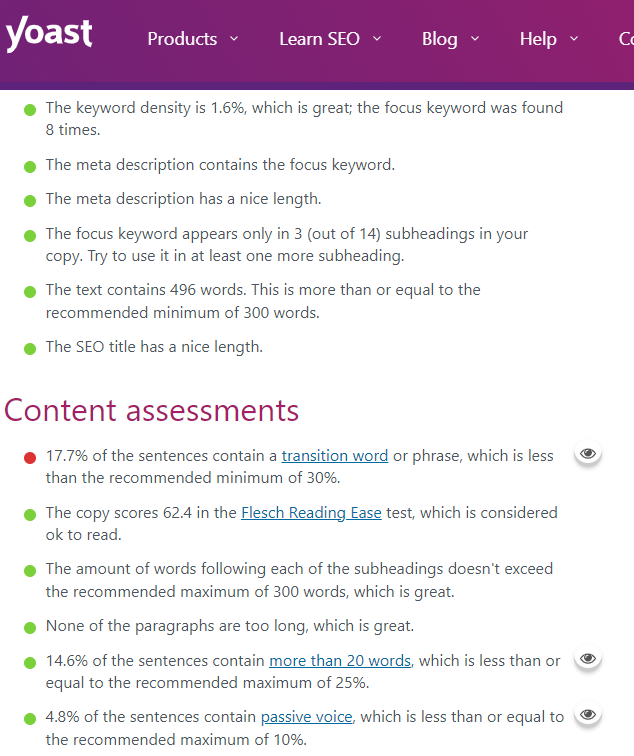 yoast
Products Learn SEO Blog Help Co
The keyword density is 1.6%, which is great; the focus keyword was found
8 times.
The meta description contains the focus keyword.
The meta description has a nice length.
The focus keyword appears only in 3 (out of 14) subheadings in your
copy. Try to use it in at least one more subheading.
The text contains 496 words. This is more than or equal to the
recommended minimum of 300 words.
The SEO title has a nice length.
Content assessments
17.7% of the sentences contain a transition word or phrase, which is less
than the recommended minimum of 30%.
The copy scores 62.4 in the Flesch Reading Ease test, which is considered
ok to read.
The amount of words following each of the subheadings doesn't exceed
the recommended maximum of 300 words, which is great.
None of the paragraphs are too long, which is great.
14.6% of the sentences contain more than 20 words, which is less than or
equal to the recommended maximum of 25%.
4.8% of the sentences contain passive voice, which is less than or equal to
the recommended maximum of 10%.